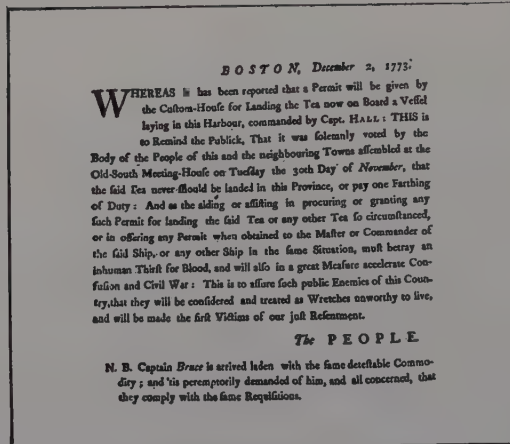 BOSTON, December 2, 1773.
WHEREAS it has been reported that a Permit will be given by
the Cuſtom-Houſe for Landing the Tea now on Board a Veſſel
laying in this Harbour, commanded by Capt. HALL: THIS is
to Remind the Publick, That it was ſolemnly voted by the
Body of the People of this and the neighbouring Towns aſſembled at the
Old-South Meeting-Houſe on Tueſday the 30th Day of November, that
the ſaid Tea never ſhould be landed in this Province, or pay one Farthing
of Duty: And as the aiding or aſſiſting in procuring or granting any
ſuch Permit for landing the ſaid Tea or any other Tea ſo circumſtanced,
or in offering any Permit when obtained to the Maſter or Commander of
the ſaid Ship, or any other Ship in the ſame Situation, muſt betray an
inhuman Thirſt for Blood, and will alſo in a great Meaſure accelerate Con-
fuſion and Civil War: This is to aſſure ſuch public Enemies of this Coun-
try, that they will be conſidered and treated as Wretches unworthy to live,
and will be made the firſt Victims of our juſt Reſentment.
The PEOPLE
N. B. Captain Bruce is arrived laden with the ſame deteſtable Commo-
dity; and 'tis peremptorily demanded of him, and all concerned, that
they comply with the ſame Requiſitions.